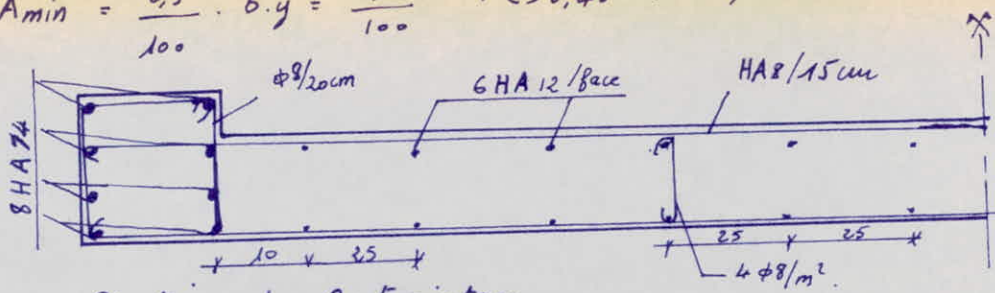 Amin = /100 . b.y = /100
φ8/20cm
6 HA 12/face
HA8/15cm
8 HA 14
10 25
25 25
4 φ8/m².